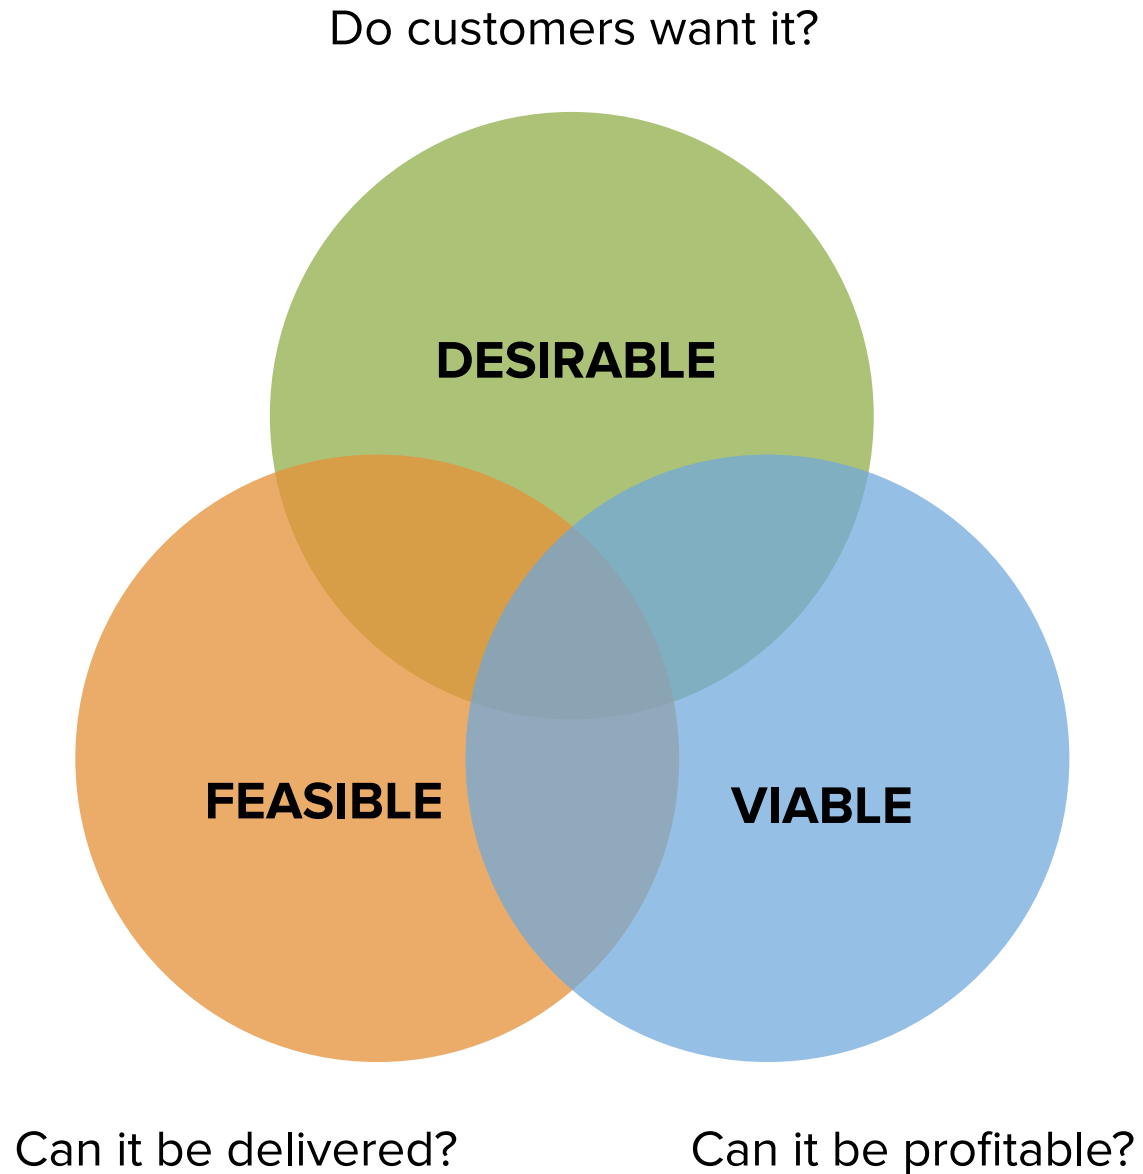 Do customers want it?
DESIRABLE
FEASIBLE
VIABLE
Can it be delivered?
Can it be profitable?